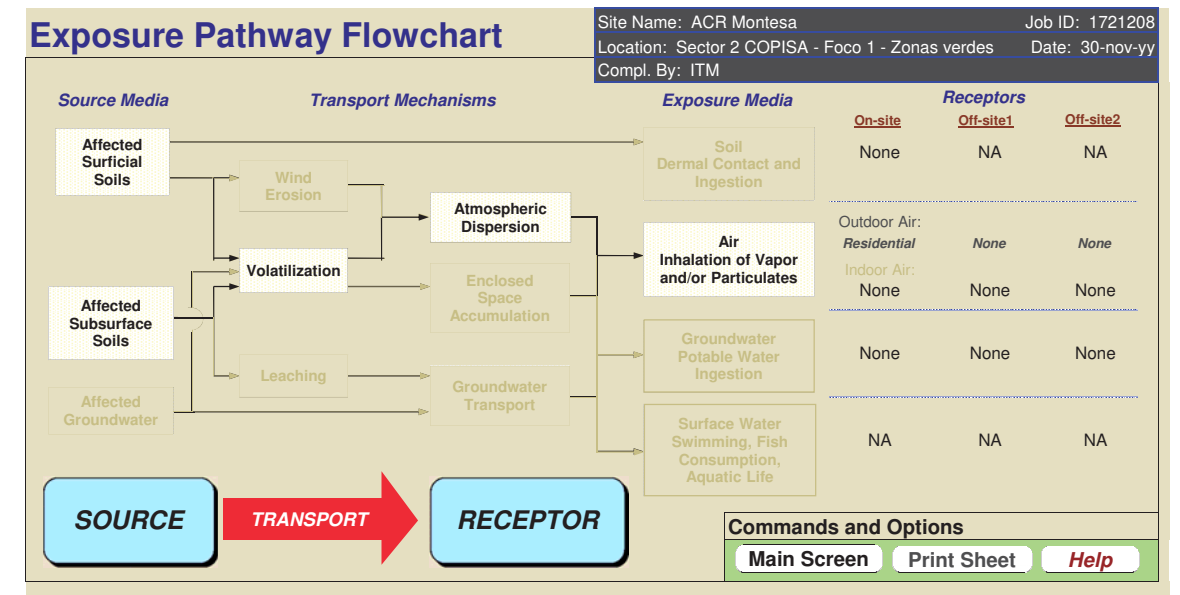 Exposure Pathway Flowchart
Site Name: ACR Montesa Job ID: 1721208
Location: Sector 2 COPISA - Foco 1 - Zonas verdes Date: 30-nov-yy
Compl. By: ITM
Source Media
Transport Mechanisms
Exposure Media
Receptors
On-site Off-site1 Off-site2
Affected
Surficial
Soils
Wind
Erosion
Atmospheric
Dispersion
Volatilization
Enclosed
Space
Accumulation
Affected
Subsurface
Soils
Leaching
Groundwater
Transport
Affected
Groundwater
Soil
Dermal Contact and
Ingestion
None NA NA
Air
Inhalation of Vapor
and/or Particulates
Outdoor Air:
Residential None None
Indoor Air:
None None None
Groundwater
Potable Water
Ingestion
None None None
Surface Water
Swimming, Fish
Consumption,
Aquatic Life
NA NA NA
SOURCE
TRANSPORT
RECEPTOR
Commands and Options
Main Screen Print Sheet Help